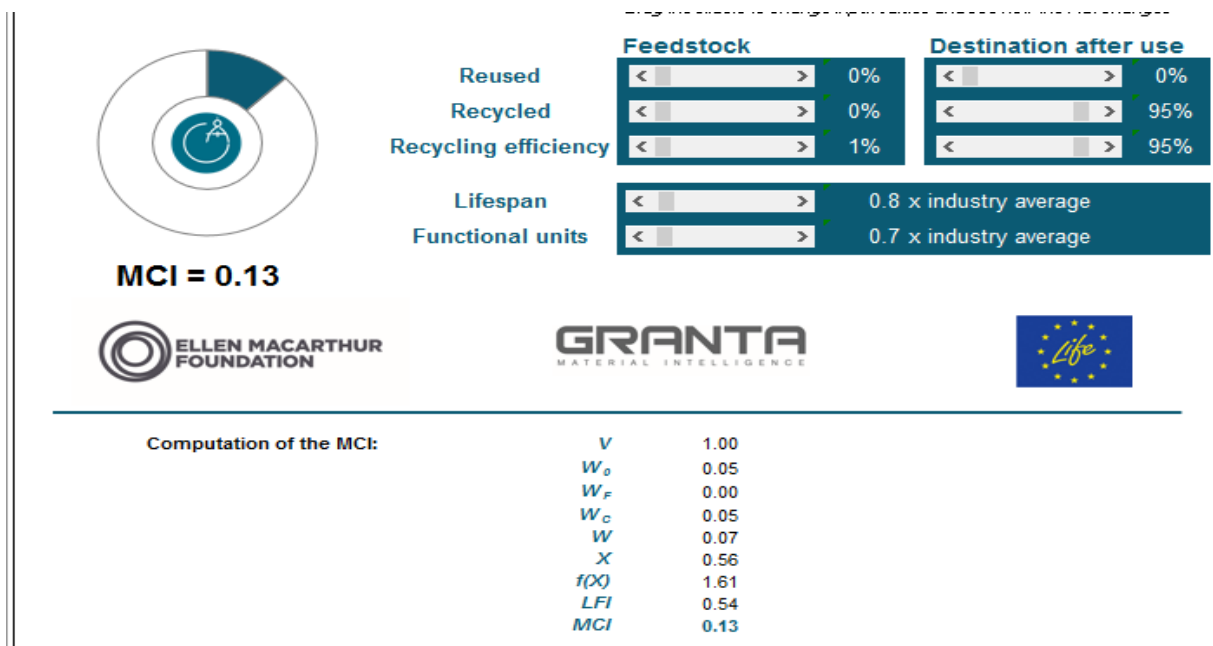 Feedstock Destination after use
Reused 0% 0%
Recycled 0% 95%
Recycling efficiency 1% 95%
Lifespan 0.8 x industry average
Functional units 0.7 x industry average
MCI = 0.13
ELLEN MACARTHUR
FOUNDATION
GRANTA
MATERIAL INTELLIGENCE
Life
Computation of the MCI: V 1.00
W₀ 0.05
W_F 0.00
W_C 0.05
W 0.07
X 0.56
f(X) 1.61
LFI 0.54
MCI 0.13